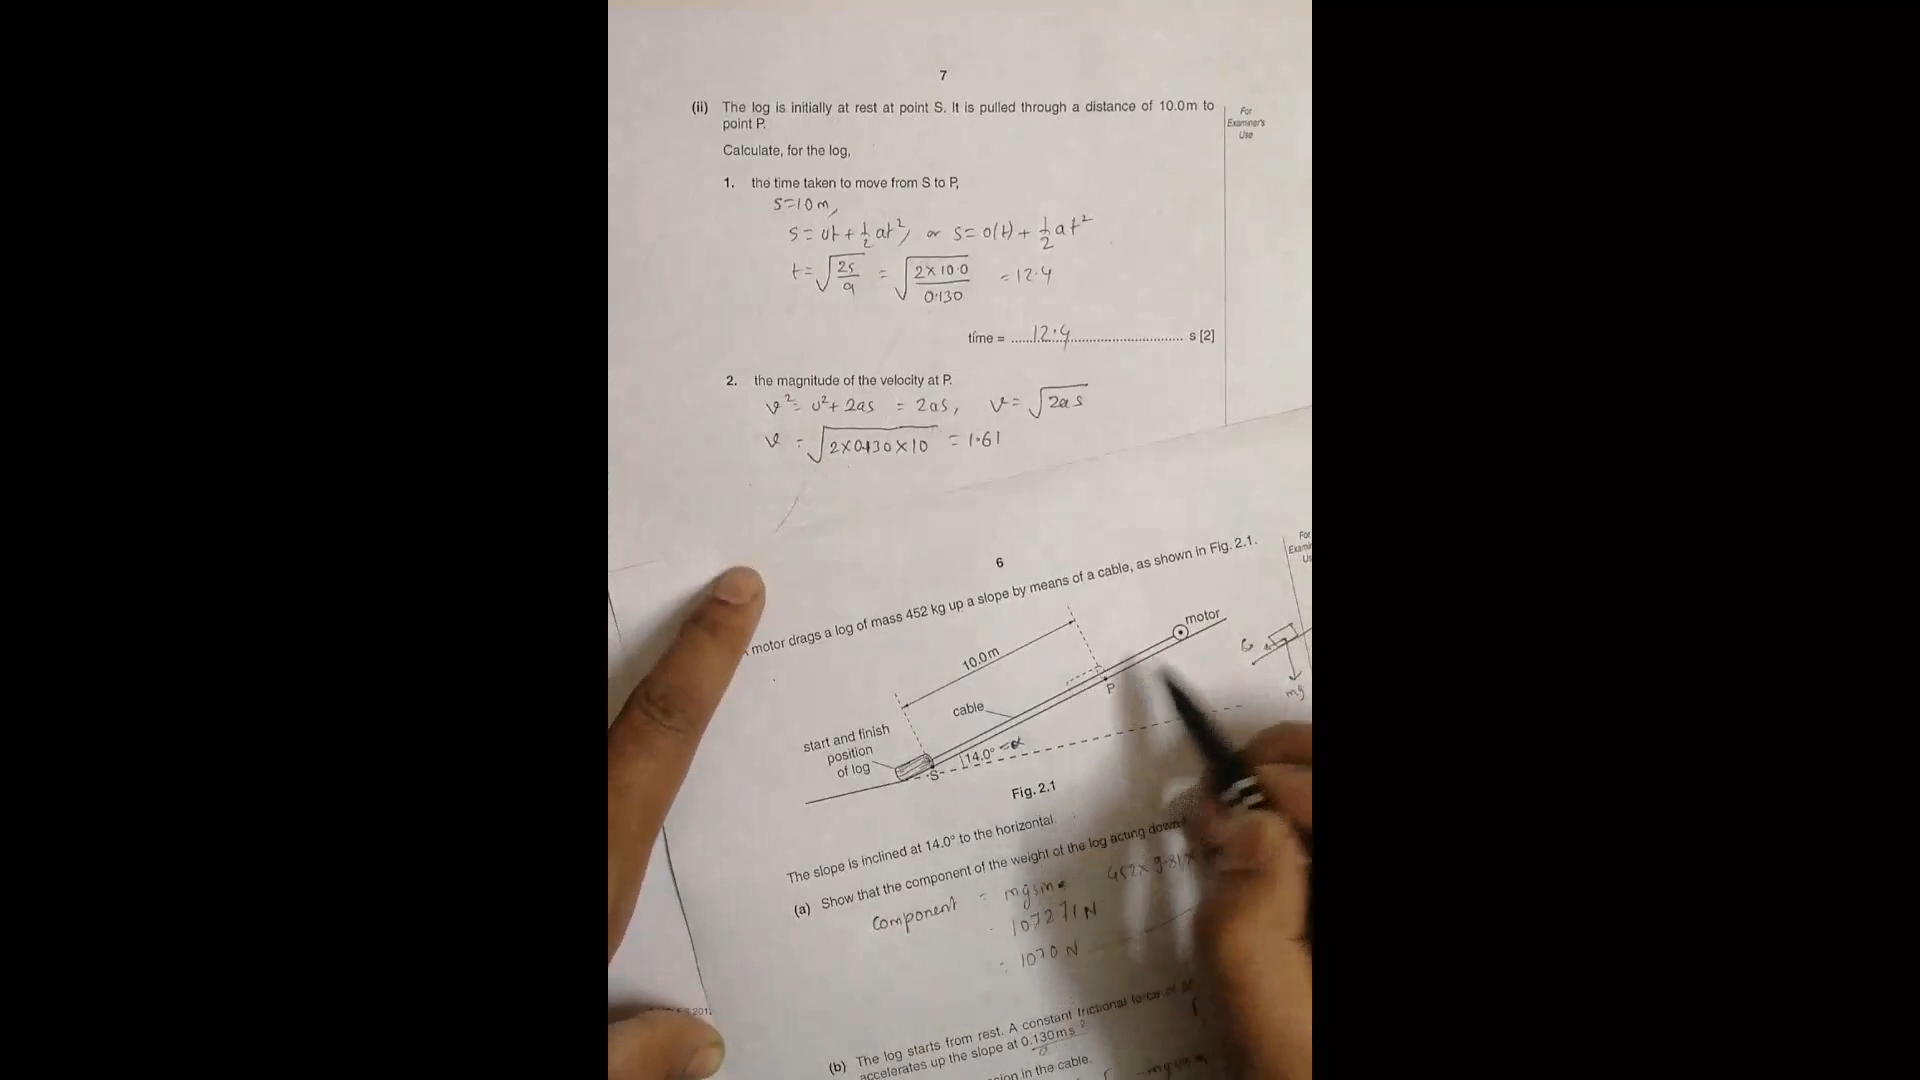 7
(ii) The log is initially at rest at point S. It is pulled through a distance of 10.0m to
point P.
For
Examiner's
Use
Calculate, for the log,
1. the time taken to move from S to P,
S=10m,
s = ut + 1/2 at², or s = 0(t) + 1/2 at²
t = √(2s/a) = √(2×10.0/0.130) = 12.4
time = ......12.4.............................. s [2]
2. the magnitude of the velocity at P.
v² = u² + 2as = 2as, v = √2as
v = √2×0.130×10 = 1.61
6
For
motor drags a log of mass 452 kg up a slope by means of a cable, as shown in Fig. 2.1.
motor
10.0m
G
mg
P
cable
start and finish
position
of log
S
14.0° =α
Fig. 2.1
The slope is inclined at 14.0° to the horizontal.
(a) Show that the component of the weight of the log acting down
Component = mgsin 452×9.81×
= 1072.71N
= 1070 N
(b) The log starts from rest. A constant frictional force of
accelerates up the slope at 0.130ms
in the cable.